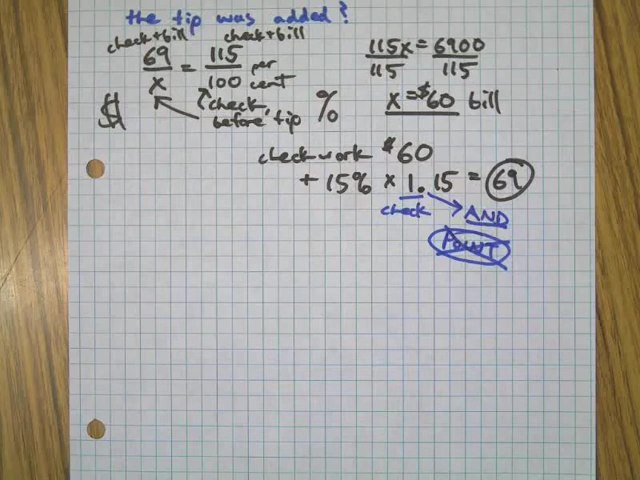 the tip was added?
check+bill check+bill
69/x = 115/100 per cent
$ check before tip %
115x = 6900
115 115
x = $60 bill
check work $60
+ 15% x 1.15 = 69
check AND
POINT